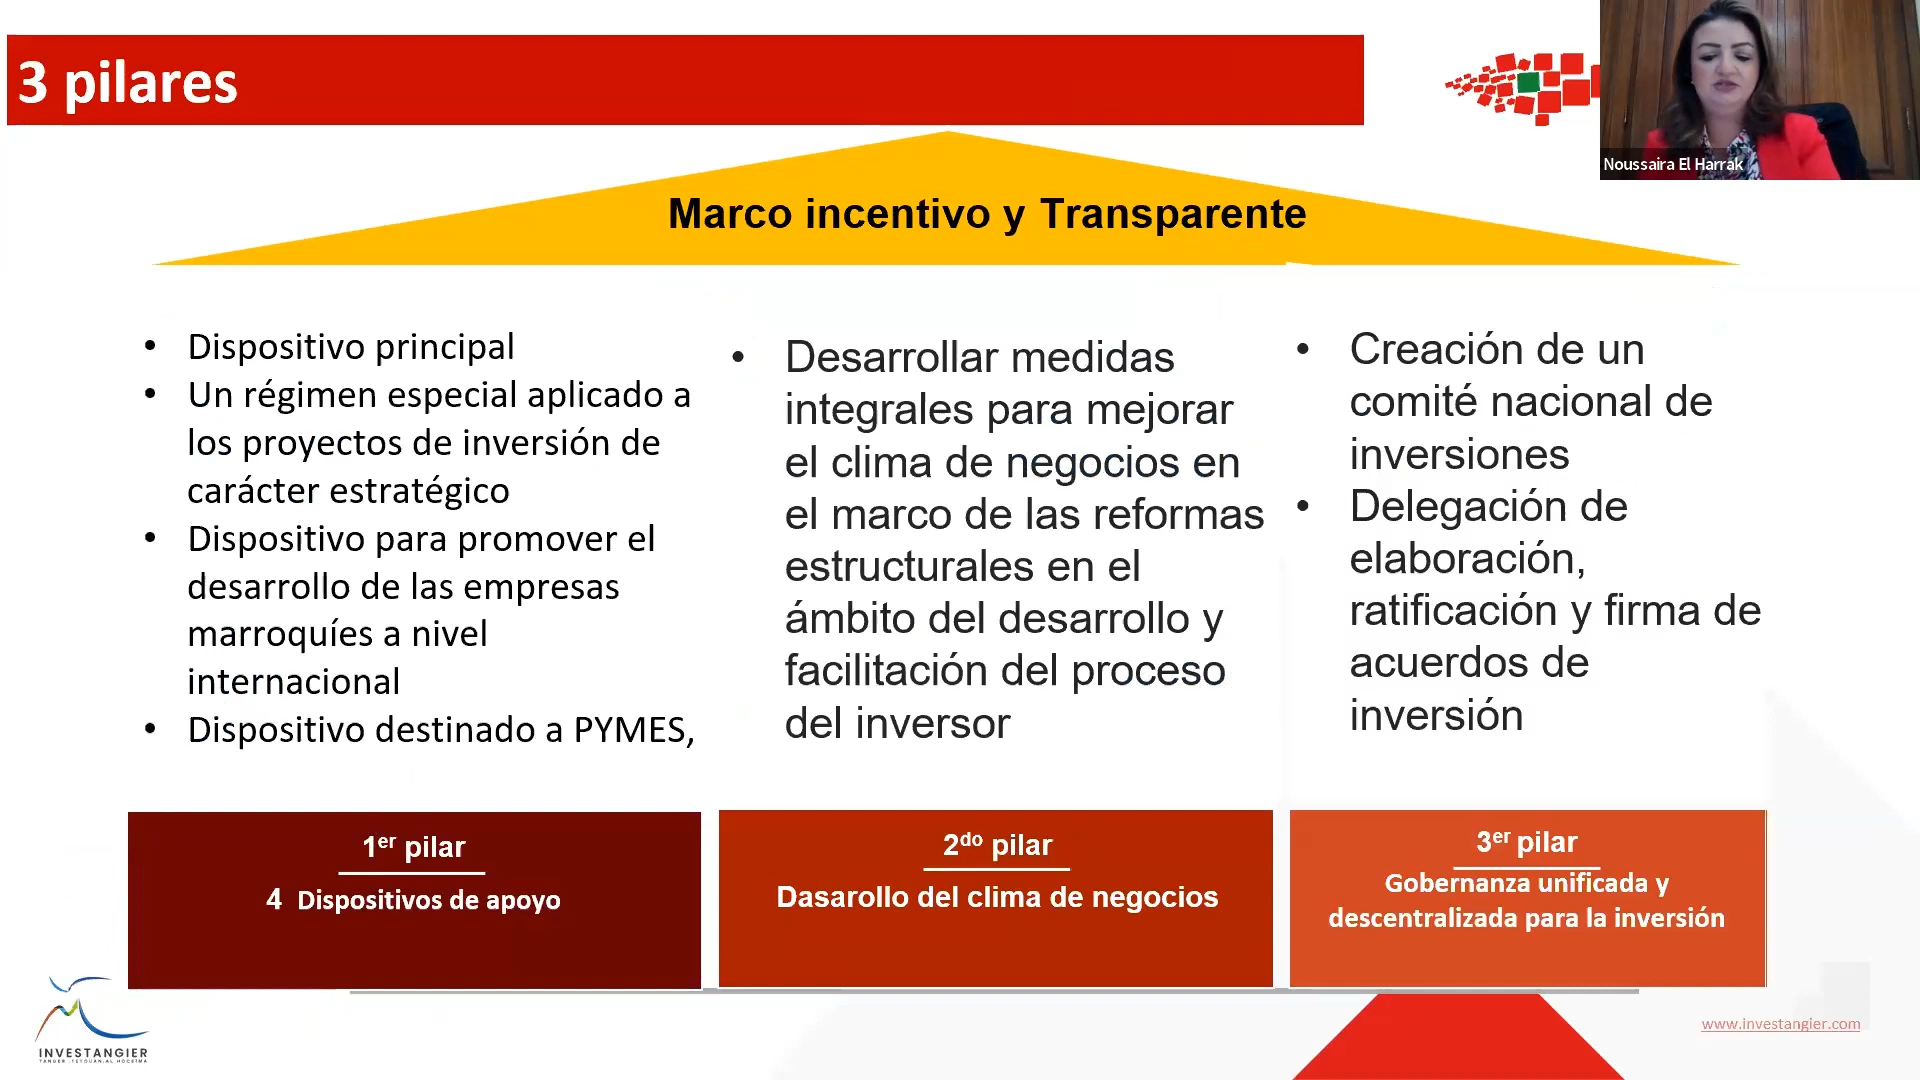 3 pilares
Noussaira El Harrak
Marco incentivo y Transparente
• Dispositivo principal
• Un régimen especial aplicado a
los proyectos de inversión de
carácter estratégico
• Dispositivo para promover el
desarrollo de las empresas
marroquíes a nivel
internacional
• Dispositivo destinado a PYMES,
• Desarrollar medidas
integrales para mejorar
el clima de negocios en
el marco de las reformas
estructurales en el
ámbito del desarrollo y
facilitación del proceso
del inversor
• Creación de un
comité nacional de
inversiones
• Delegación de
elaboración,
ratificación y firma de
acuerdos de
inversión
1er pilar
4 Dispositivos de apoyo
2do pilar
Dasarollo del clima de negocios
3er pilar
Gobernanza unificada y
descentralizada para la inversión
INVESTANGIER
TANGER.TETOUAN.AL HOCEIMA
www.investangier.com